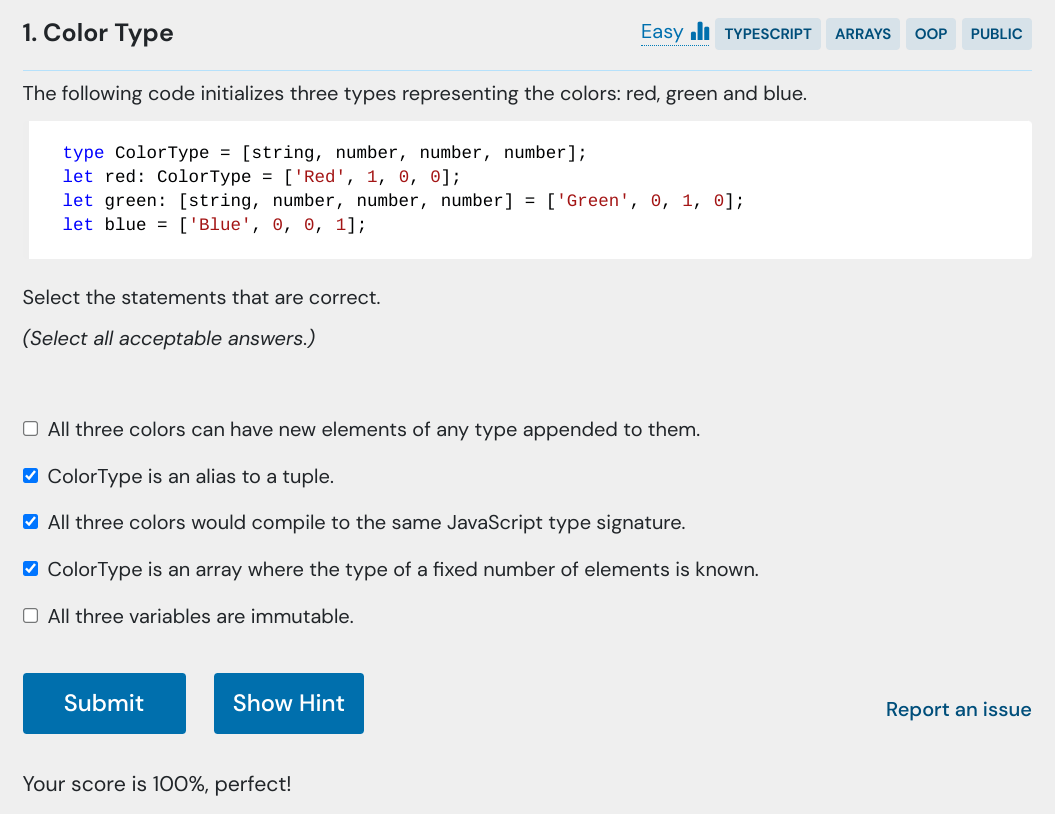 1. Color Type
Easy TYPESCRIPT ARRAYS OOP PUBLIC
The following code initializes three types representing the colors: red, green and blue.
type ColorType = [string, number, number, number];
let red: ColorType = ['Red', 1, 0, 0];
let green: [string, number, number, number] = ['Green', 0, 1, 0];
let blue = ['Blue', 0, 0, 1];
Select the statements that are correct.
(Select all acceptable answers.)
All three colors can have new elements of any type appended to them.
ColorType is an alias to a tuple.
All three colors would compile to the same JavaScript type signature.
ColorType is an array where the type of a fixed number of elements is known.
All three variables are immutable.
Submit Show Hint
Report an issue
Your score is 100%, perfect!